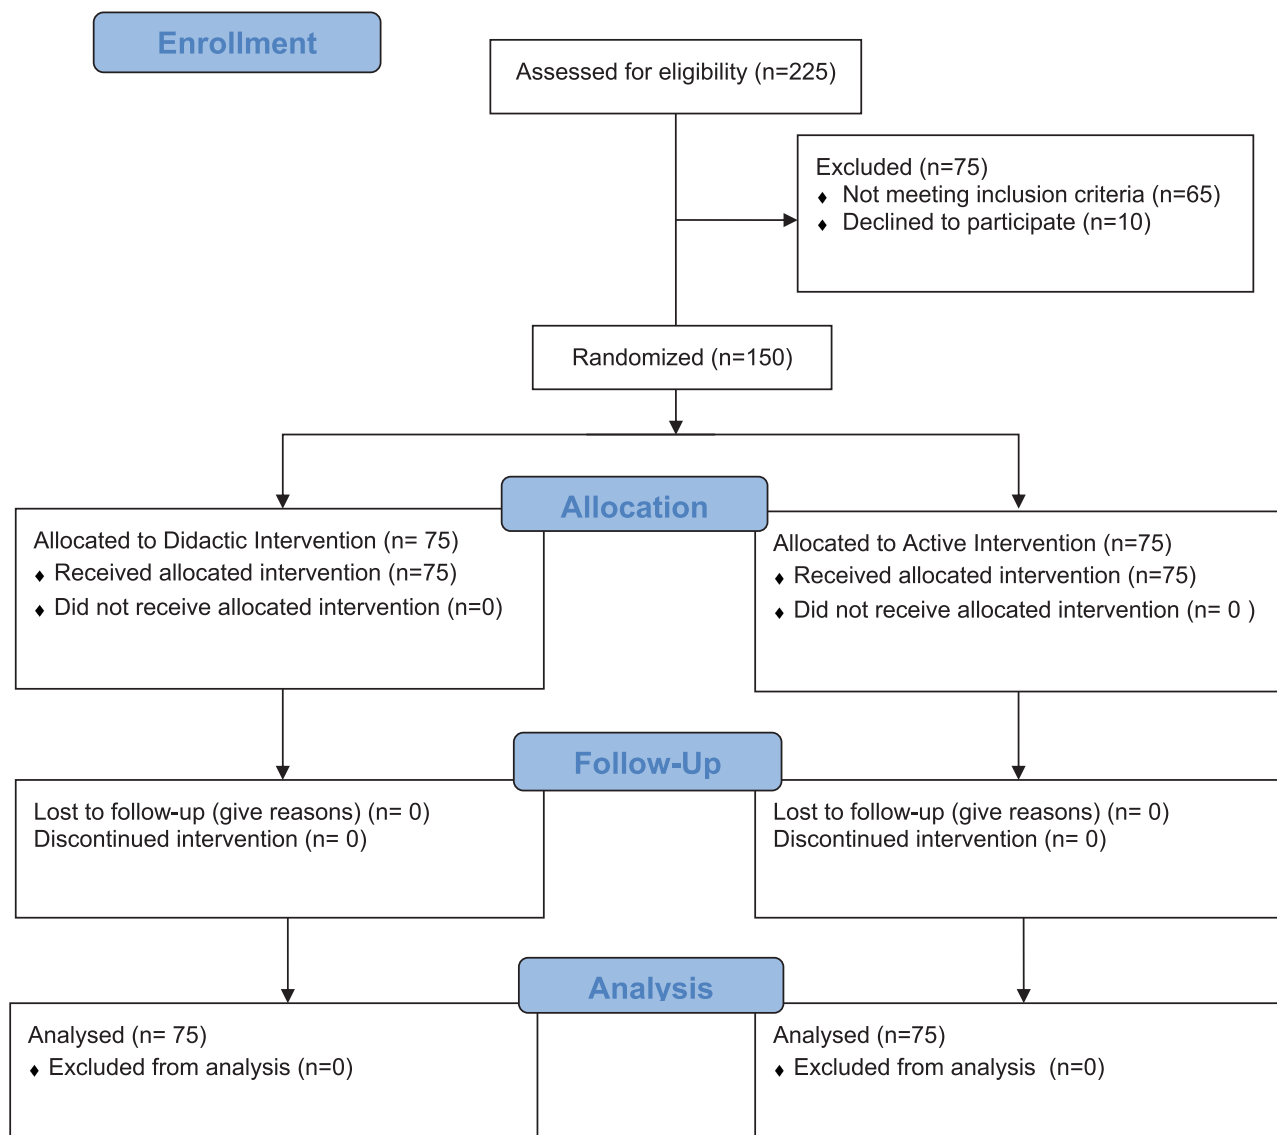 Enrollment
Assessed for eligibility (n=225)
Excluded (n=75)
♦ Not meeting inclusion criteria (n=65)
♦ Declined to participate (n=10)
Randomized (n=150)
Allocation
Allocated to Didactic Intervention (n= 75)
♦ Received allocated intervention (n=75)
♦ Did not receive allocated intervention (n=0)
Allocated to Active Intervention (n=75)
♦ Received allocated intervention (n=75)
♦ Did not receive allocated intervention (n= 0 )
Follow-Up
Lost to follow-up (give reasons) (n= 0)
Discontinued intervention (n= 0)
Lost to follow-up (give reasons) (n= 0)
Discontinued intervention (n= 0)
Analysis
Analysed (n= 75)
♦ Excluded from analysis (n=0)
Analysed (n=75)
♦ Excluded from analysis  (n=0)